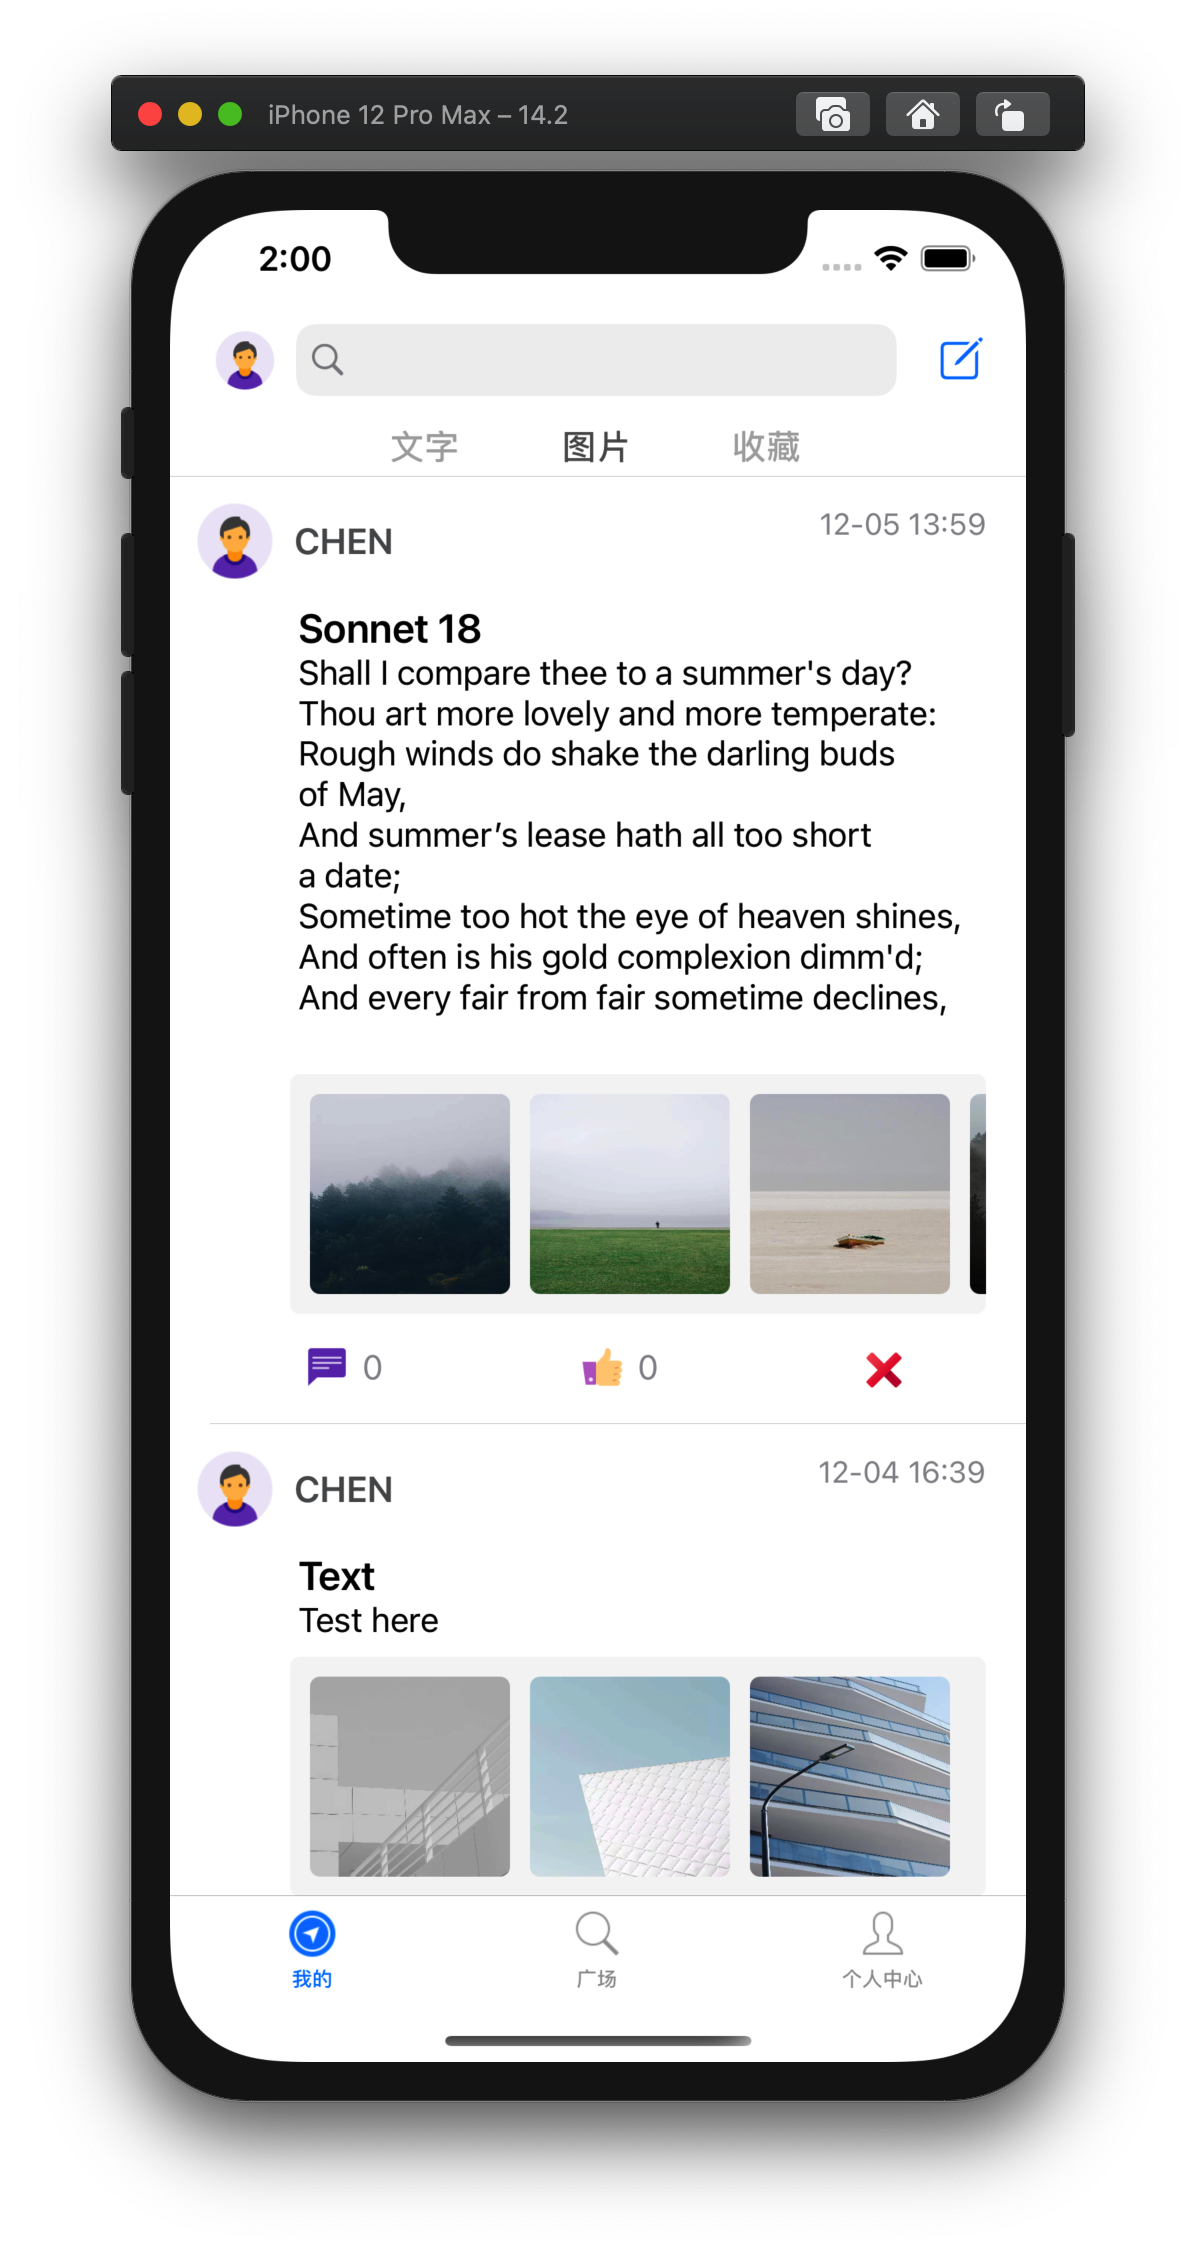 iPhone 12 Pro Max – 14.2
2:00
文字 图片 收藏
CHEN
12-05 13:59
Sonnet 18
Shall I compare thee to a summer's day?
Thou art more lovely and more temperate:
Rough winds do shake the darling buds
of May,
And summer’s lease hath all too short
a date;
Sometime too hot the eye of heaven shines,
And often is his gold complexion dimm'd;
And every fair from fair sometime declines,
0 0
CHEN
12-04 16:39
Text
Test here
我的 广场 个人中心